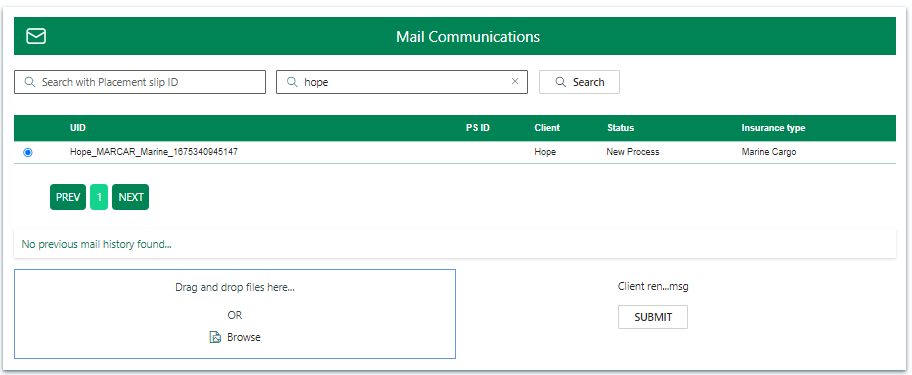 Mail Communications
Search with Placement slip ID
hope
Search
UID PS ID Client Status Insurance type
Hope_MARCAR_Marine_1675340945147 Hope New Process Marine Cargo
PREV 1 NEXT
No previous mail history found...
Drag and drop files here...
OR
Browse
Client ren...msg
SUBMIT